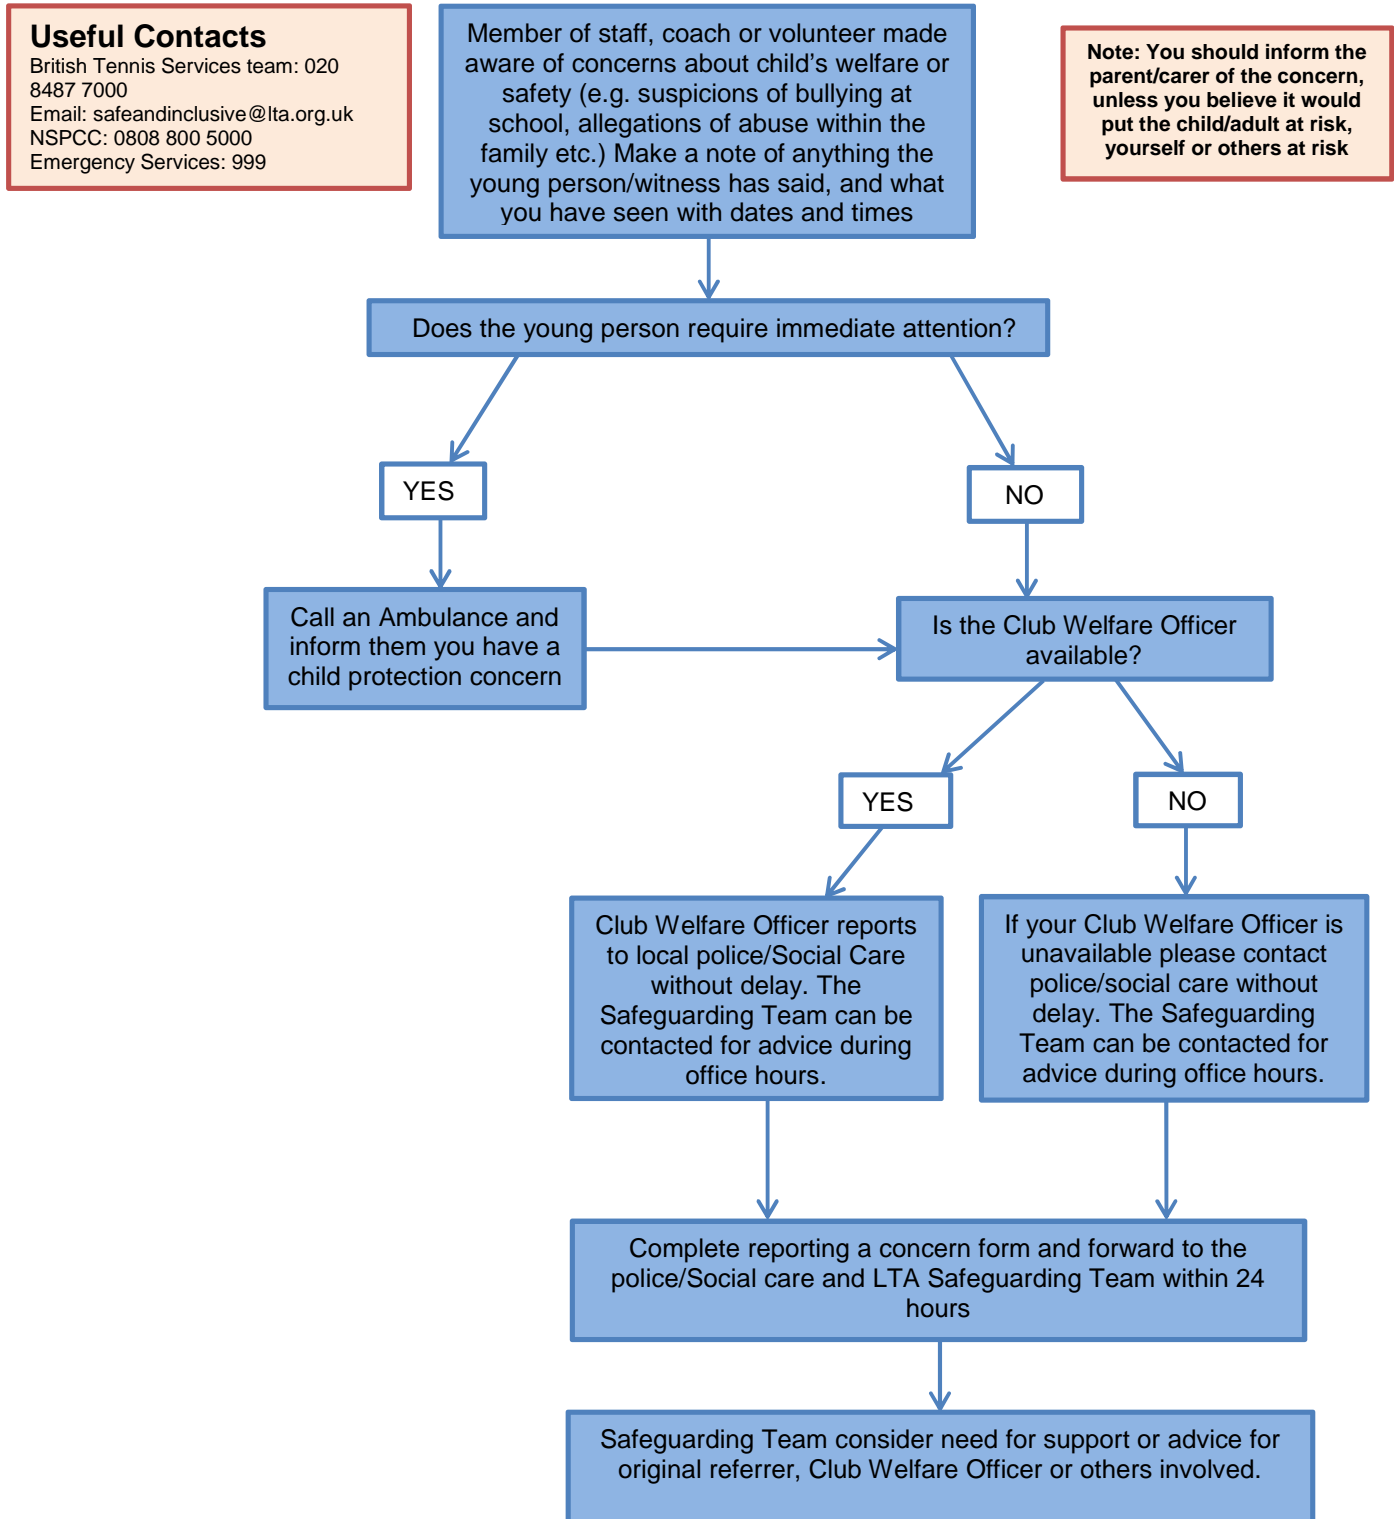 Useful Contacts
British Tennis Services team: 020
8487 7000
Email: safeandinclusive@lta.org.uk
NSPCC: 0808 800 5000
Emergency Services: 999
Member of staff, coach or volunteer made
aware of concerns about child’s welfare or
safety (e.g. suspicions of bullying at
school, allegations of abuse within the
family etc.) Make a note of anything the
young person/witness has said, and what
you have seen with dates and times
Note: You should inform the
parent/carer of the concern,
unless you believe it would
put the child/adult at risk,
yourself or others at risk
Does the young person require immediate attention?
YES
NO
Call an Ambulance and
inform them you have a
child protection concern
Is the Club Welfare Officer
available?
YES
NO
Club Welfare Officer reports
to local police/Social Care
without delay. The
Safeguarding Team can be
contacted for advice during
office hours.
If your Club Welfare Officer is
unavailable please contact
police/social care without
delay. The Safeguarding
Team can be contacted for
advice during office hours.
Complete reporting a concern form and forward to the
police/Social care and LTA Safeguarding Team within 24
hours
Safeguarding Team consider need for support or advice for
original referrer, Club Welfare Officer or others involved.